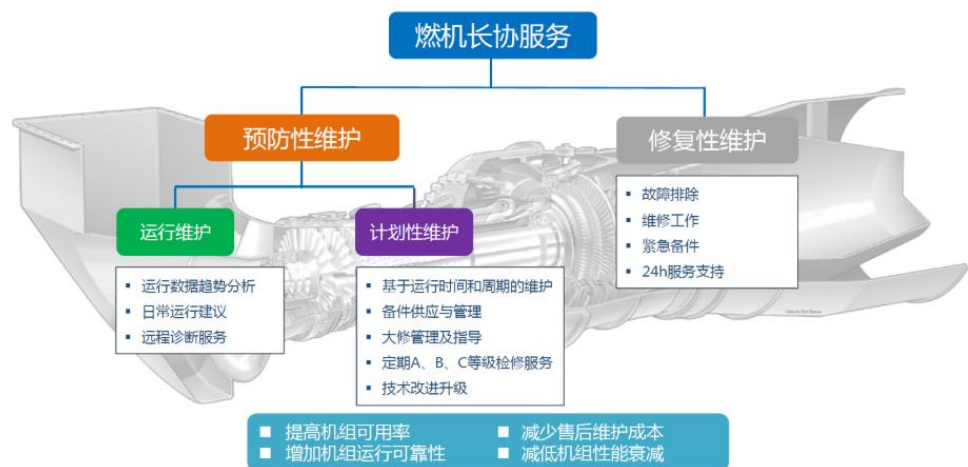 燃机长协服务
预防性维护
修复性维护
运行维护
计划性维护
运行数据趋势分析
日常运行建议
远程诊断服务
基于运行时间和周期的维护
备件供应与管理
大修管理及指导
定期A、B、C等级检修服务
技术改进升级
故障排除
维修工作
紧急备件
24h服务支持
提高机组可用率
减少售后维护成本
增加机组运行可靠性
减低机组性能衰减